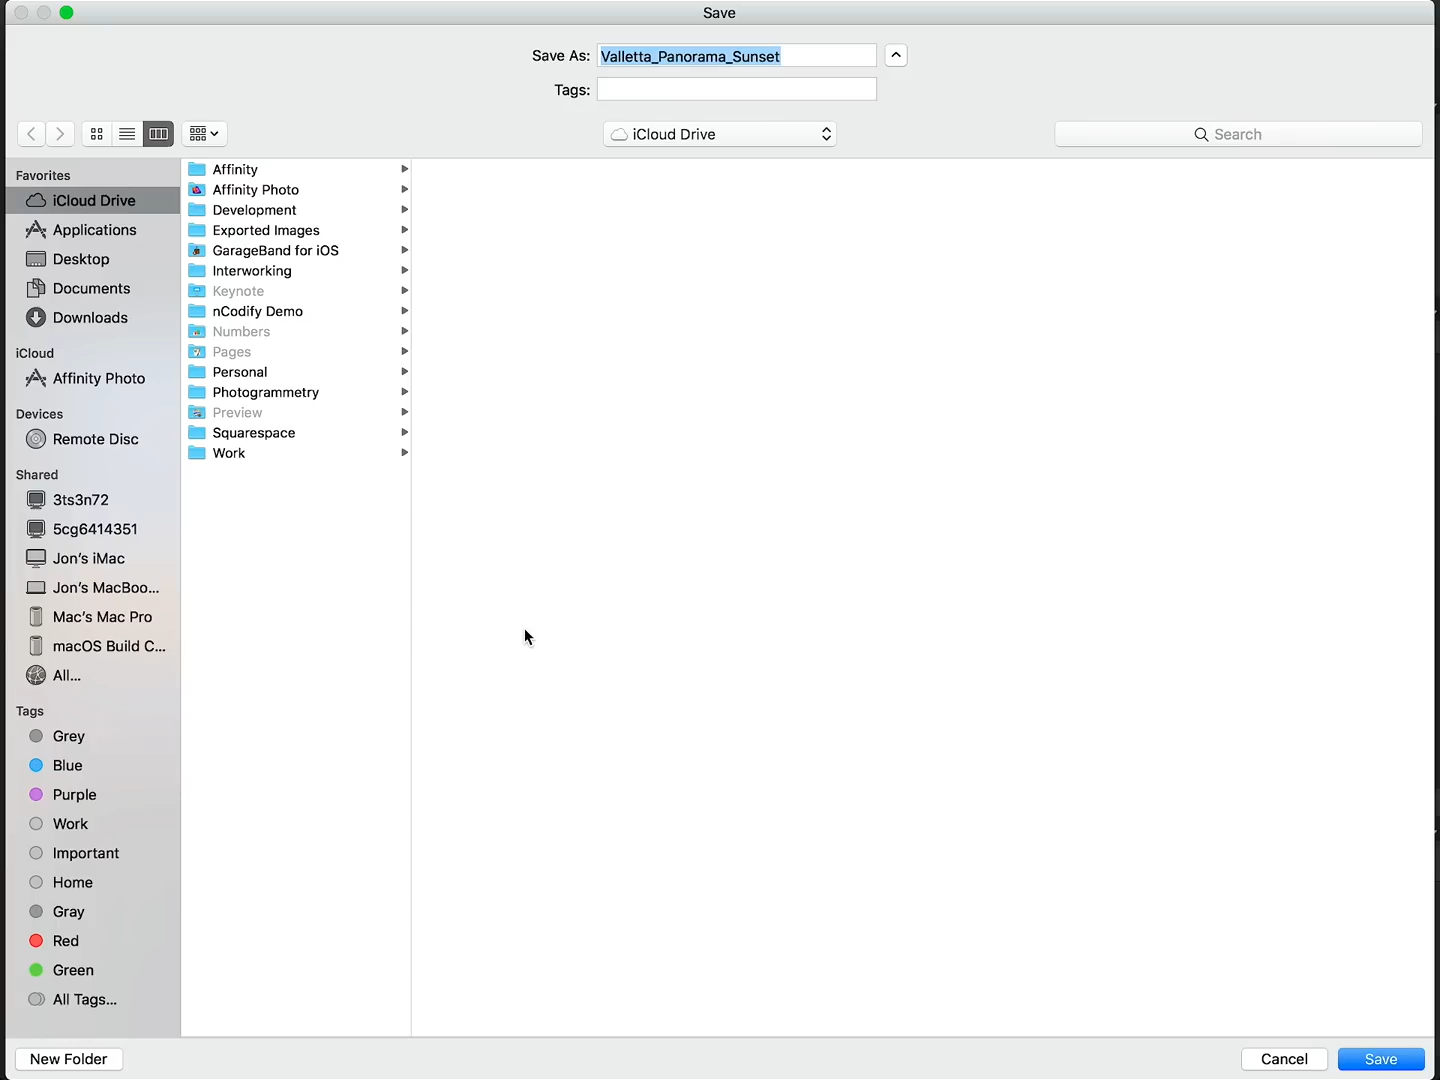 Save
Save As: Valletta_Panorama_Sunset
Tags:
iCloud Drive
Search
Favorites
iCloud Drive
Applications
Desktop
Documents
Downloads
iCloud
Affinity Photo
Devices
Remote Disc
Shared
3ts3n72
5cg6414351
Jon's iMac
Jon's MacBoo...
Mac's Mac Pro
macOS Build C...
All...
Tags
Grey
Blue
Purple
Work
Important
Home
Gray
Red
Green
All Tags...
Affinity
Affinity Photo
Development
Exported Images
GarageBand for iOS
Interworking
Keynote
nCodify Demo
Numbers
Pages
Personal
Photogrammetry
Preview
Squarespace
Work
New Folder
Cancel
Save